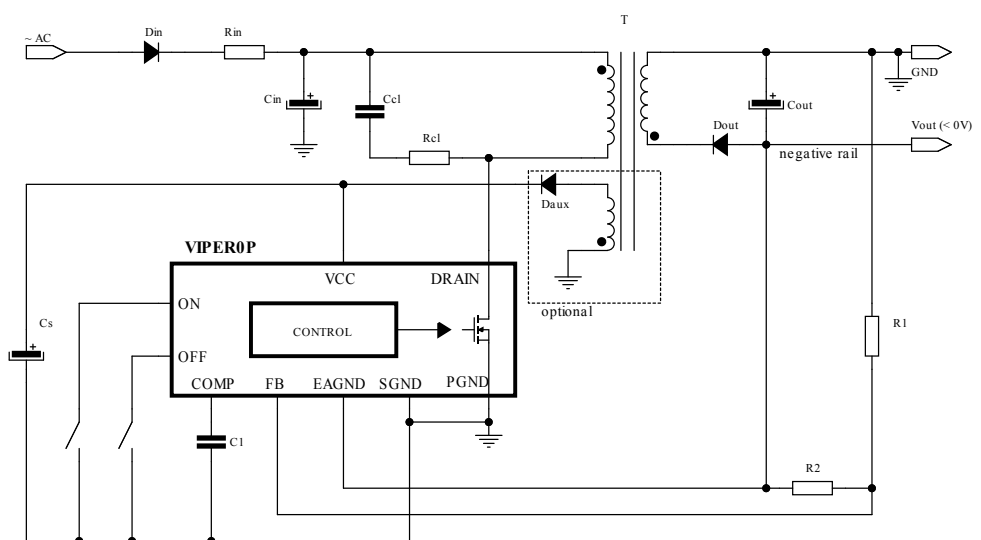 T
~ AC
Din
Rin
GND
Cin
+
Ccl
+
Cout
Rcl
Dout
Vout (< 0V)
negative rail
Daux
VIPER0P
VCC
DRAIN
optional
ON
Cs
+
CONTROL
R1
OFF
COMP
FB
EAGND
SGND
PGND
C1
R2